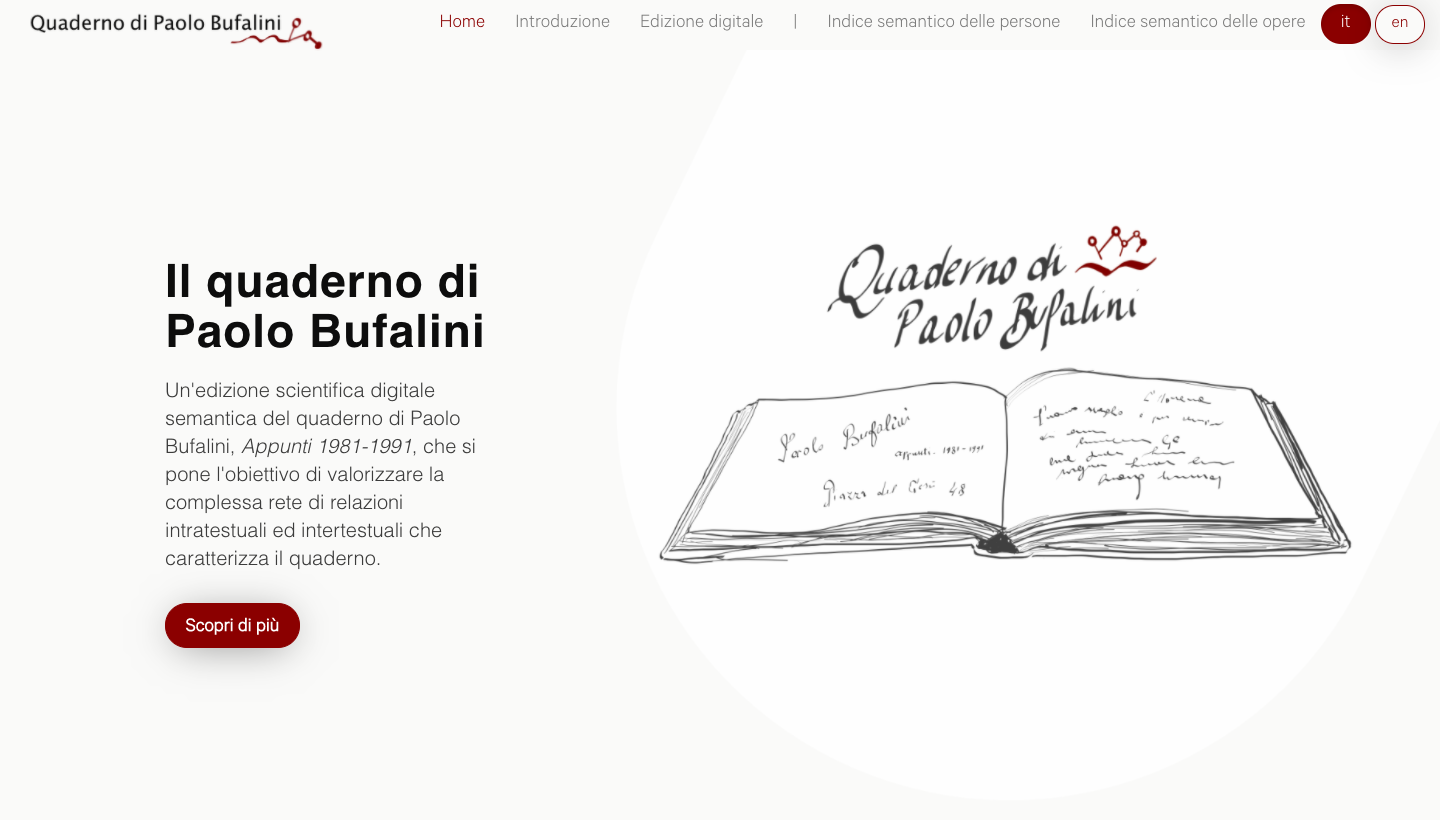 Quaderno di Paolo Bufalini
Home Introduzione Edizione digitale | Indice semantico delle persone Indice semantico delle opere it en
Il quaderno di
Paolo Bufalini
Un'edizione scientifica digitale
semantica del quaderno di Paolo
Bufalini, Appunti 1981-1991, che si
pone l'obiettivo di valorizzare la
complessa rete di relazioni
intratestuali ed intertestuali che
caratterizza il quaderno.
Scopri di più
Quaderno di
Paolo Bufalini
Paolo Bufalini
appunti. 1981-1991
Piazza del Gesù 48